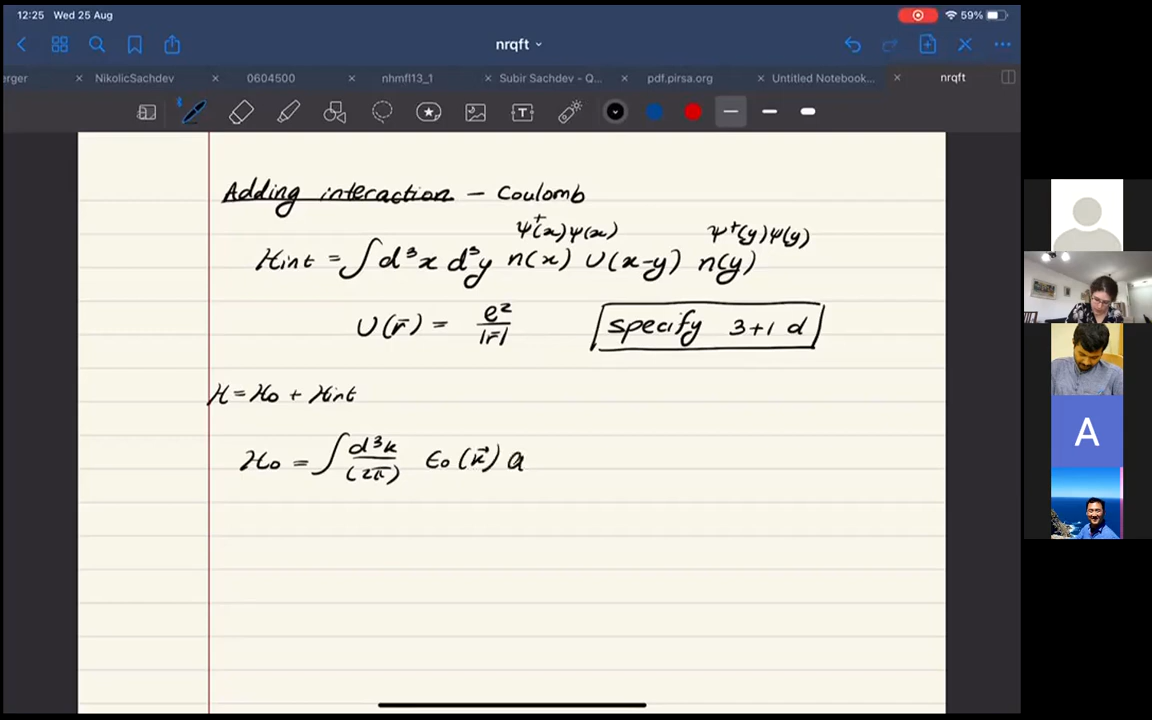 12:25 Wed 25 Aug
59%
nrqft
erger
NikolicSachdev
0604500
nhmfl13_1
Subir Sachdev - Q...
pdf.pirsa.org
Untitled Notebook...
nrqft
Adding interaction - Coulomb
ψ†(x)ψ(x) ψ†(y)ψ(y)
Hint = ∫d³x d³y n(x) U(x-y) n(y)
U(r̄) = e²/|r̄| specify 3+1 d
H = H₀ + Hint
H₀ = ∫ d³k/(2π) ϵ₀(k⃗) a
A